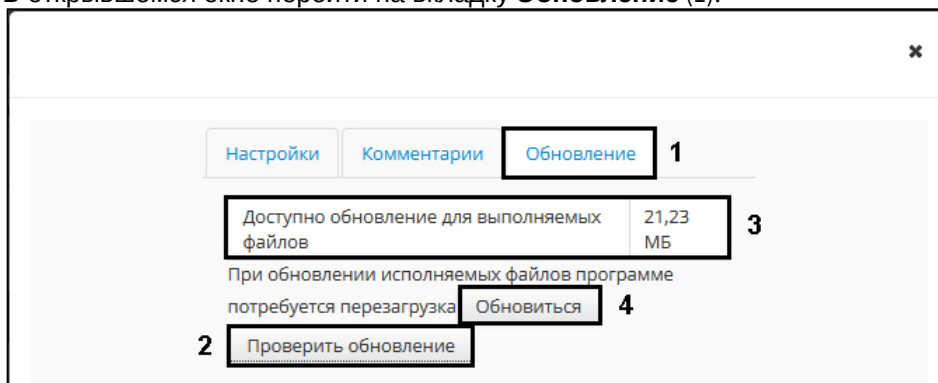 В открывшемся окне перейти на вкладку Обновление (1).
×
Настройки Комментарии Обновление 1
Доступно обновление для выполняемых 21,23
файлов МБ 3
При обновлении исполняемых файлов программе
потребуется перезагрузка Обновиться 4
2 Проверить обновление